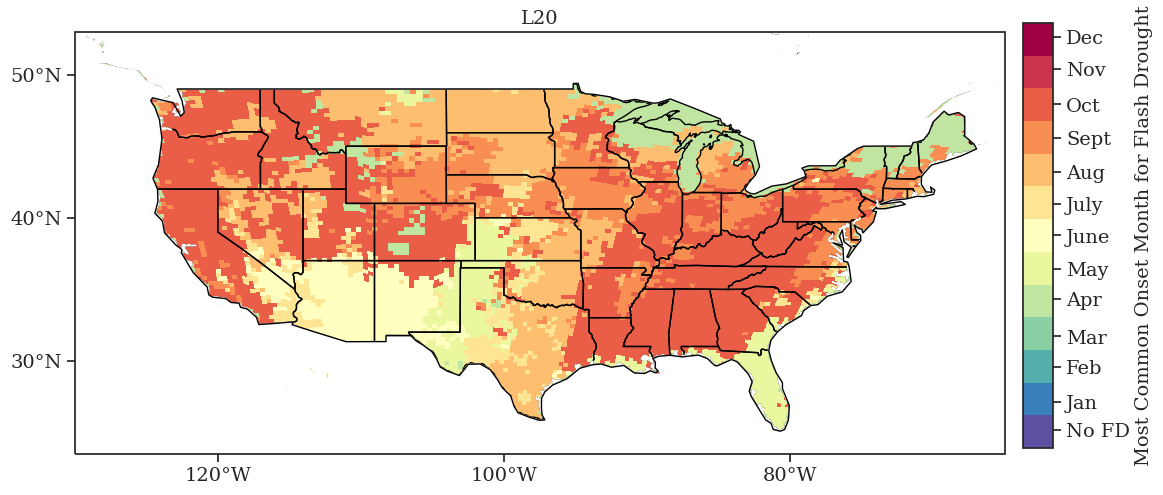 L20
50°N
40°N
30°N
120°W
100°W
80°W
Dec
Nov
Oct
Sept
Aug
July
June
May
Apr
Mar
Feb
Jan
No FD
Most Common Onset Month for Flash Drought